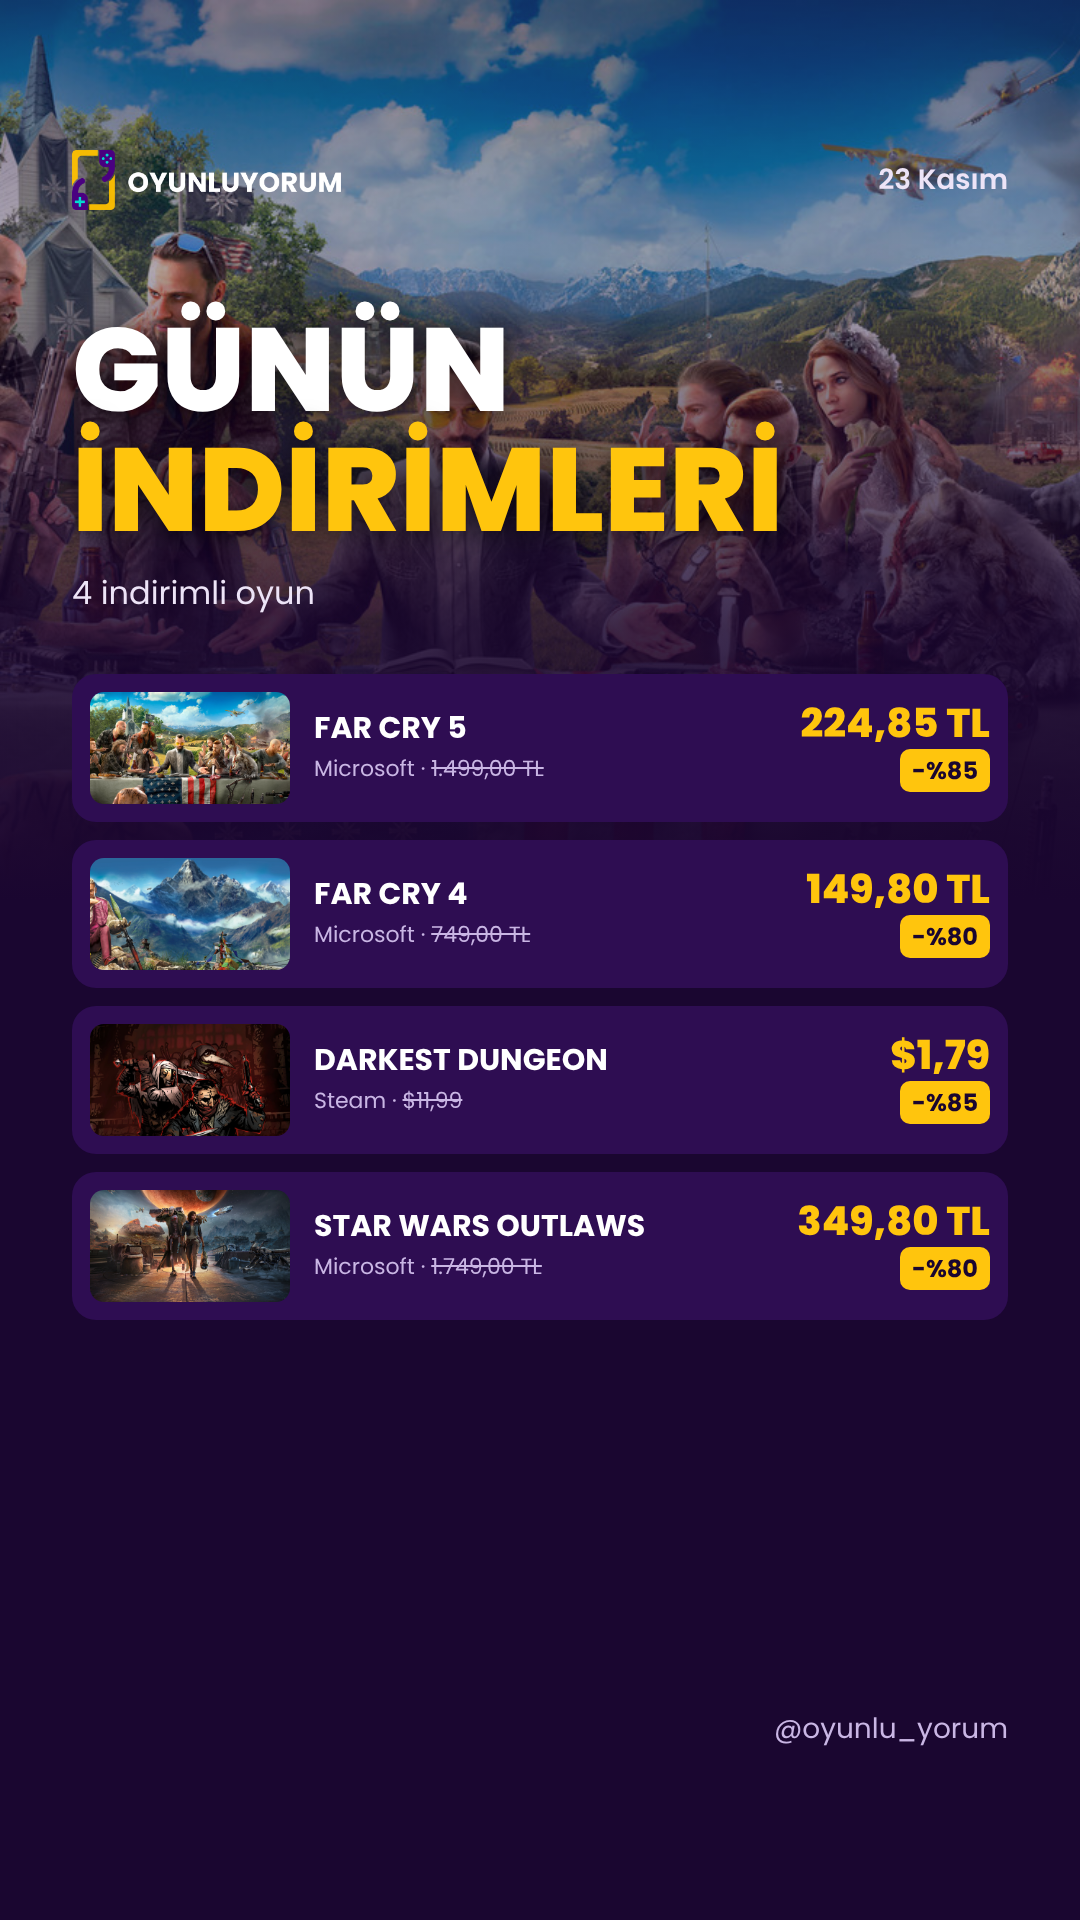 OYUNLUYORUM
23 Kasım
GÜNÜN
İNDİRİMLERİ
4 indirimli oyun
FAR CRY 5
Microsoft · 1.499,00 TL
224,85 TL
-%85
FAR CRY 4
Microsoft · 749,00 TL
149,80 TL
-%80
DARKEST DUNGEON
Steam · $11,99
$1,79
-%85
STAR WARS OUTLAWS
Microsoft · 1.749,00 TL
349,80 TL
-%80
@oyunlu_yorum